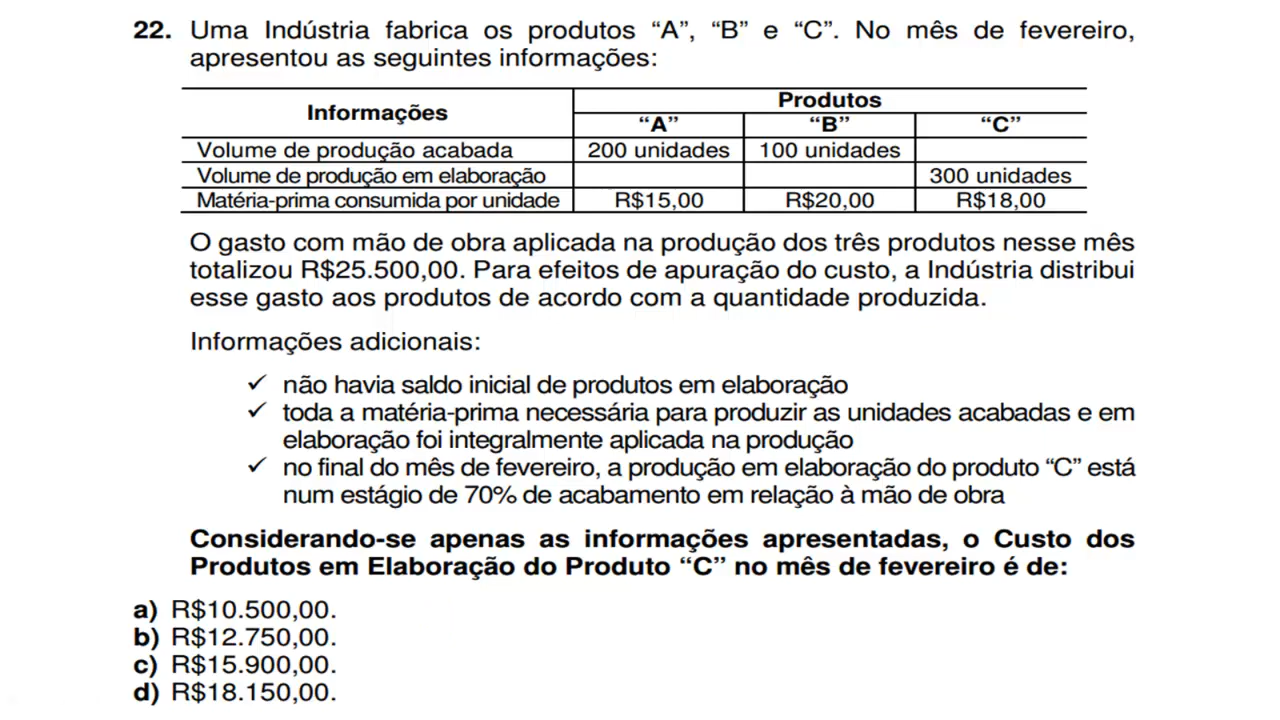 22. Uma Indústria fabrica os produtos “A”, “B” e “C”. No mês de fevereiro,
apresentou as seguintes informações:
Informações Produtos
“A” “B” “C”
Volume de produção acabada 200 unidades 100 unidades
Volume de produção em elaboração 300 unidades
Matéria-prima consumida por unidade R$15,00 R$20,00 R$18,00
O gasto com mão de obra aplicada na produção dos três produtos nesse mês
totalizou R$25.500,00. Para efeitos de apuração do custo, a Indústria distribui
esse gasto aos produtos de acordo com a quantidade produzida.
Informações adicionais:
✓ não havia saldo inicial de produtos em elaboração
✓ toda a matéria-prima necessária para produzir as unidades acabadas e em
elaboração foi integralmente aplicada na produção
✓ no final do mês de fevereiro, a produção em elaboração do produto “C” está
num estágio de 70% de acabamento em relação à mão de obra
Considerando-se apenas as informações apresentadas, o Custo dos
Produtos em Elaboração do Produto “C” no mês de fevereiro é de:
a) R$10.500,00.
b) R$12.750,00.
c) R$15.900,00.
d) R$18.150,00.